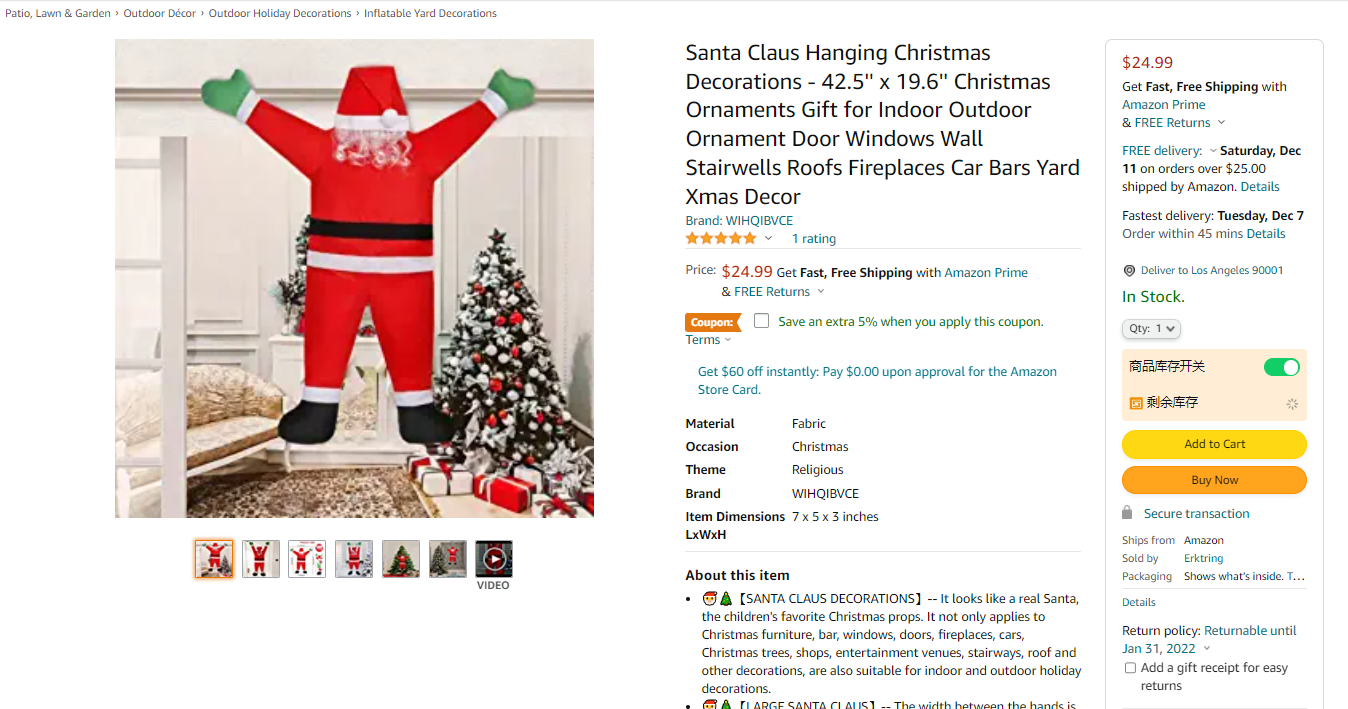 Patio, Lawn & Garden › Outdoor Décor › Outdoor Holiday Decorations › Inflatable Yard Decorations
Santa Claus Hanging Christmas
Decorations - 42.5'' x 19.6'' Christmas
Ornaments Gift for Indoor Outdoor
Ornament Door Windows Wall
Stairwells Roofs Fireplaces Car Bars Yard
Xmas Decor
Brand: WIHQIBVCE
1 rating
Price: $24.99 Get Fast, Free Shipping with Amazon Prime
& FREE Returns
Coupon: Save an extra 5% when you apply this coupon.
Terms
Get $60 off instantly: Pay $0.00 upon approval for the Amazon
Store Card.
Material Fabric
Occasion Christmas
Theme Religious
Brand WIHQIBVCE
Item Dimensions 7 x 5 x 3 inches
LxWxH
About this item
• 🎅🎄【SANTA CLAUS DECORATIONS】-- It looks like a real Santa,
the children's favorite Christmas props. It not only applies to
Christmas furniture, bar, windows, doors, fireplaces, cars,
Christmas trees, shops, entertainment venues, stairways, roof and
other decorations, are also suitable for indoor and outdoor holiday
decorations.
• 🎅🎄【LARGE SANTA CLAUS】-- The width between the hands is
VIDEO
$24.99
Get Fast, Free Shipping with
Amazon Prime
& FREE Returns
FREE delivery: Saturday, Dec
11 on orders over $25.00
shipped by Amazon. Details
Fastest delivery: Tuesday, Dec 7
Order within 45 mins Details
Deliver to Los Angeles 90001
In Stock.
Qty: 1
商品库存开关
剩余库存
Add to Cart
Buy Now
Secure transaction
Ships from Amazon
Sold by Erktring
Packaging Shows what's inside. T…
Details
Return policy: Returnable until
Jan 31, 2022
Add a gift receipt for easy
returns